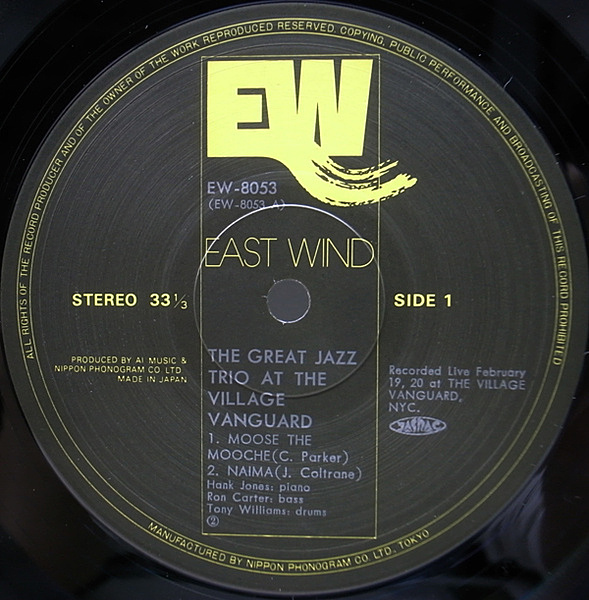 ALL RIGHTS OF THE RECORD PRODUCER AND OF THE OWNER OF THE WORK REPRODUCED RESERVED. COPYING, PUBLIC PERFORMANCE AND BROADCASTING OF THIS RECORD PROHIBITED
EW
EW-8053
(EW-8053 A)
EAST WIND
STEREO 33 1/3
SIDE 1
PRODUCED BY AI MUSIC &
NIPPON PHONOGRAM CO. LTD.
MADE IN JAPAN
THE GREAT JAZZ
TRIO AT THE
VILLAGE
VANGUARD
1. MOOSE THE
MOOCHE(C. Parker)
2. NAIMA(J. Coltrane)
Hank Jones: piano
Ron Carter: bass
Tony Williams: drums
②
Recorded Live February
19, 20 at THE VILLAGE
VANGUARD,
NYC.
JASRAC
MANUFACTURED BY NIPPON PHONOGRAM CO. LTD. TOKYO